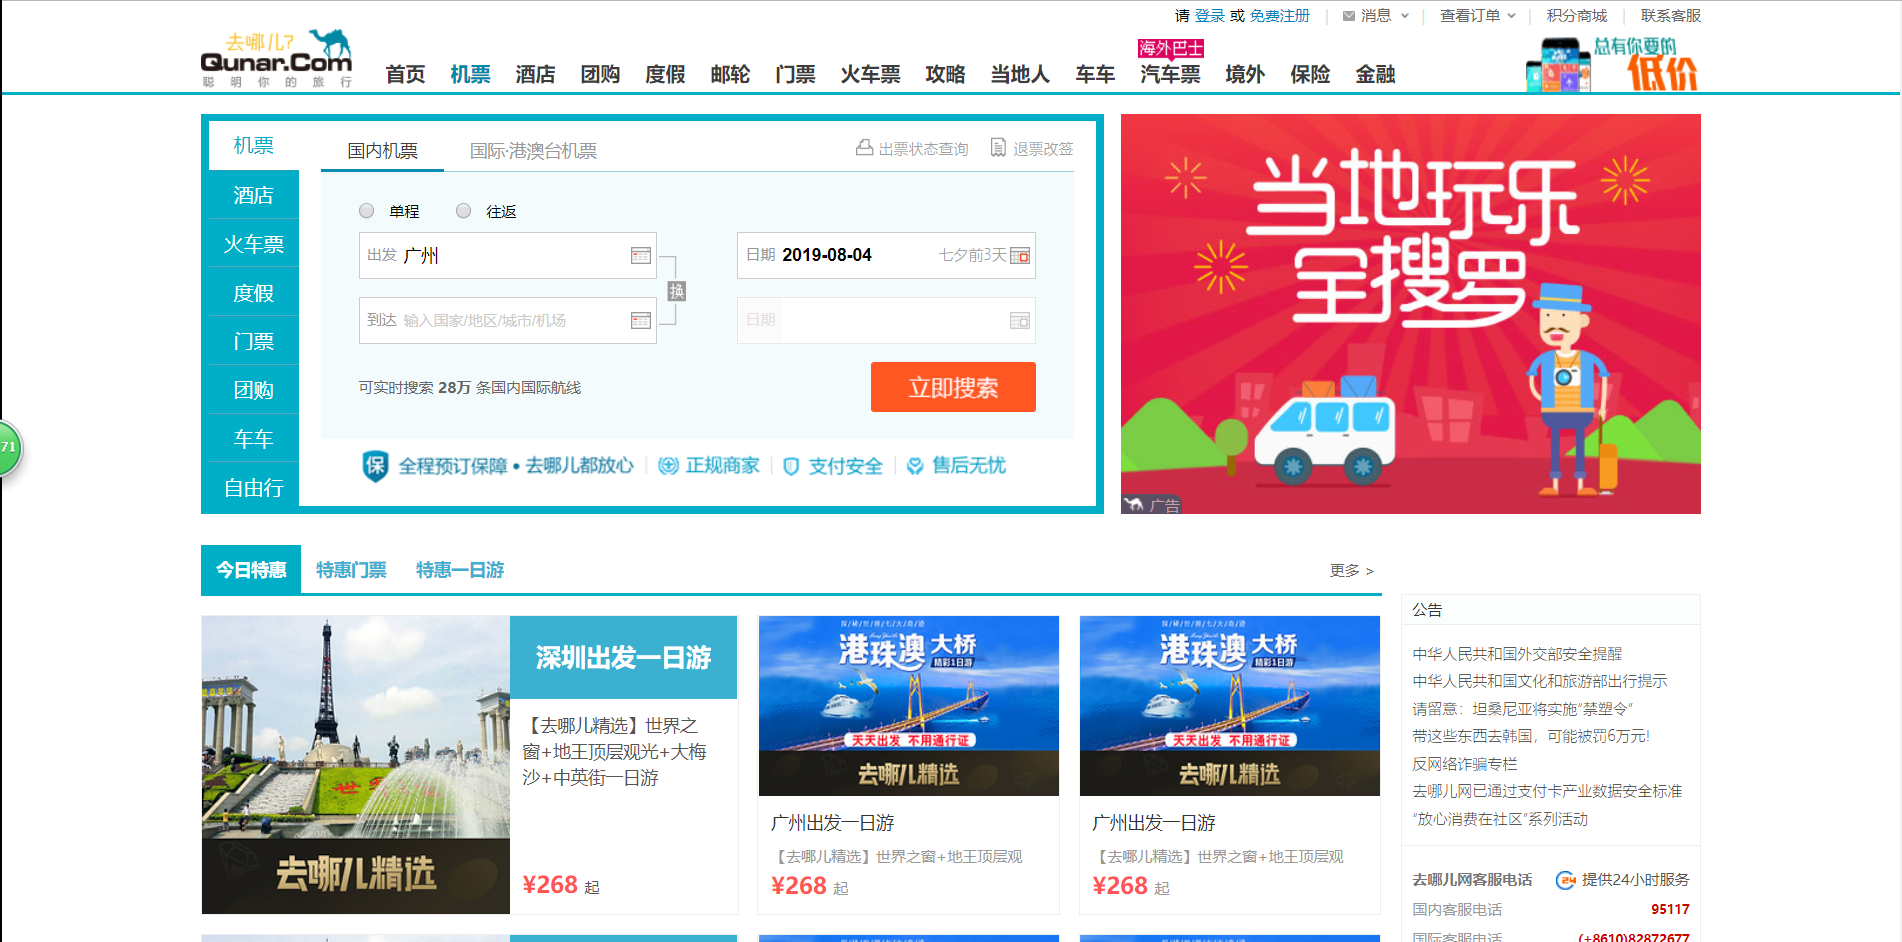 请 登录 或 免费注册 消息 查看订单 积分商城 联系客服
去哪儿?
Qunar.Com
聪明你的旅行
海外巴士
首页 机票 酒店 团购 度假 邮轮 门票 火车票 攻略 当地人 车车 汽车票 境外 保险 金融
总有你要的
低价
机票
酒店
火车票
度假
门票
团购
车车
自由行
国内机票 国际·港澳台机票 出票状态查询 退票改签
单程 往返
出发 广州 日期 2019-08-04 七夕前3天
换
到达 输入国家/地区/城市/机场 日期
可实时搜索 28万 条国内国际航线 立即搜索
保 全程预订保障 • 去哪儿都放心 正规商家 支付安全 售后无忧
当地玩乐
全搜罗
广告
71
今日特惠 特惠门票 特惠一日游 更多 >
去哪儿精选
深圳出发一日游
【去哪儿精选】世界之
窗+地王顶层观光+大梅
沙+中英街一日游
¥268 起
探秘世界七大奇迹
港珠澳大桥
精彩1日游
天天出发 不用通行证
去哪儿精选
广州出发一日游
【去哪儿精选】世界之窗+地王顶层观
¥268 起
探秘世界七大奇迹
港珠澳大桥
精彩1日游
天天出发 不用通行证
去哪儿精选
广州出发一日游
【去哪儿精选】世界之窗+地王顶层观
¥268 起
公告
中华人民共和国外交部安全提醒
中华人民共和国文化和旅游部出行提示
请留意：坦桑尼亚将实施“禁塑令”
带这些东西去韩国，可能被罚6万元!
反网络诈骗专栏
去哪儿网已通过支付卡产业数据安全标准
“放心消费在社区”系列活动
去哪儿网客服电话 24 提供24小时服务
国内客服电话 95117
国际客服电话 (+8610)82872677